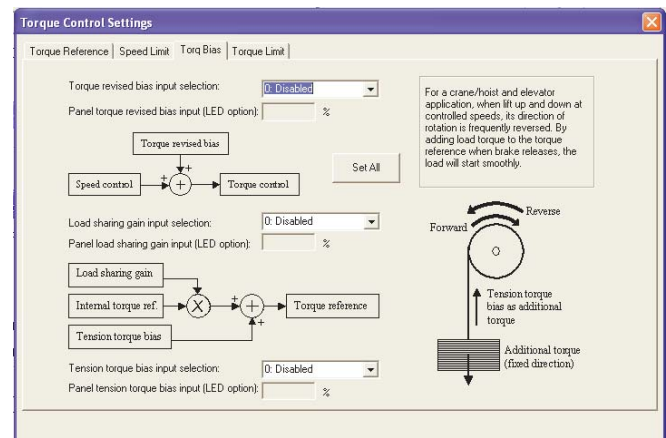 Torque Control Settings
Torque Reference
Speed Limit
Torq Bias
Torque Limit
Torque revised bias input selection:
0: Disabled
Panel torque revised bias input (LED option):
%
Torque revised bias
Speed control
+
+
+
Torque control
Set All
For a crane/hoist and elevator
application, when lift up and down at
controlled speeds, its direction of
rotation is frequently reversed. By
adding load torque to the torque
reference when brake releases, the
load will start smoothly.
Load sharing gain input selection:
0: Disabled
Panel load sharing gain input (LED option):
%
Load sharing gain
Internal torque ref.
X
+
+
+
Torque reference
Tension torque bias
Forward
Reverse
Tension torque
bias as additional
torque
Additional torque
(fixed direction)
Tension torque bias input selection:
0: Disabled
Panel tension torque bias input (LED option):
%